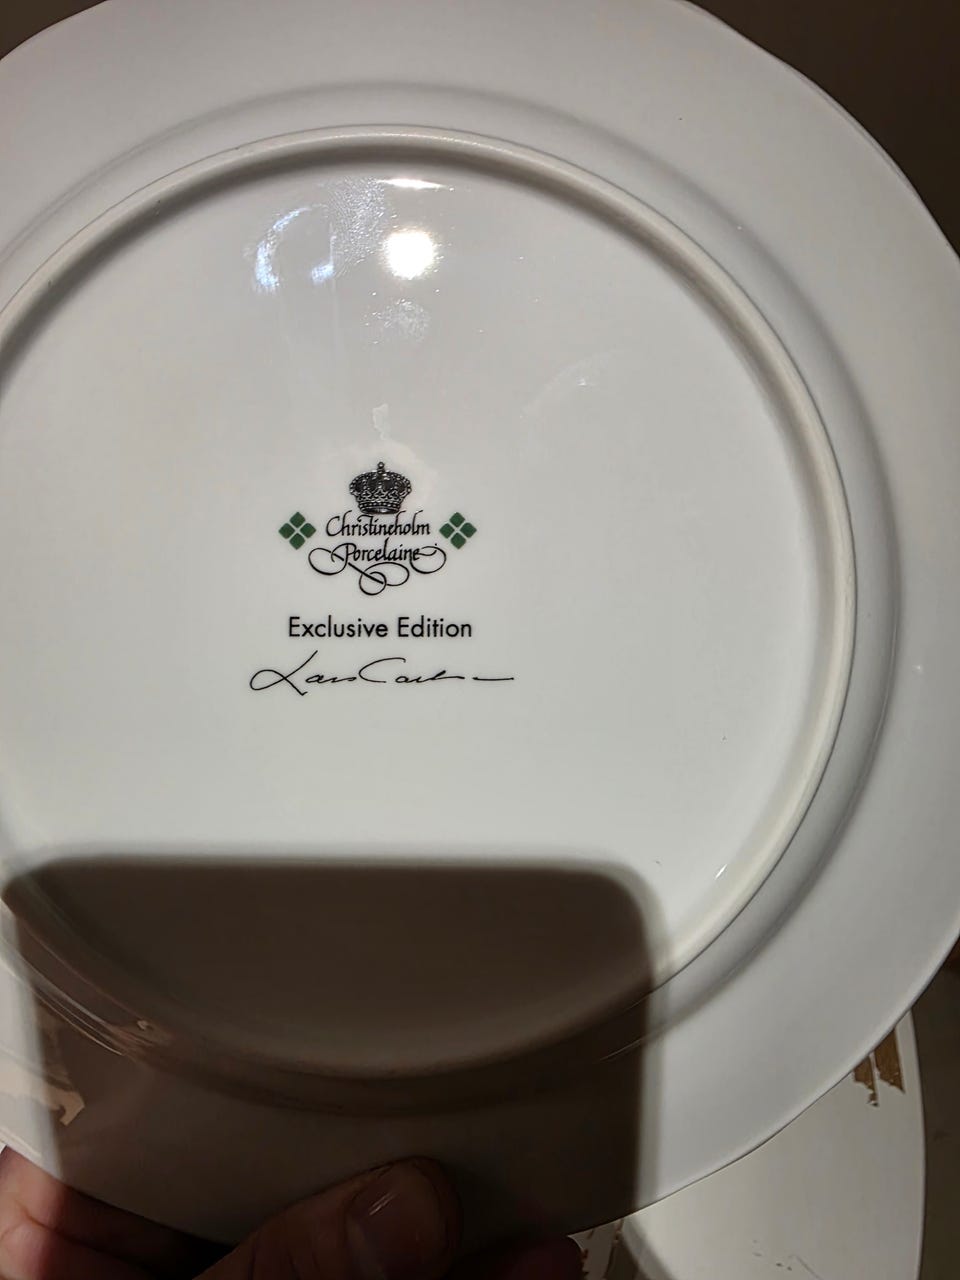 Christineholm
Porcelaine
Exclusive Edition